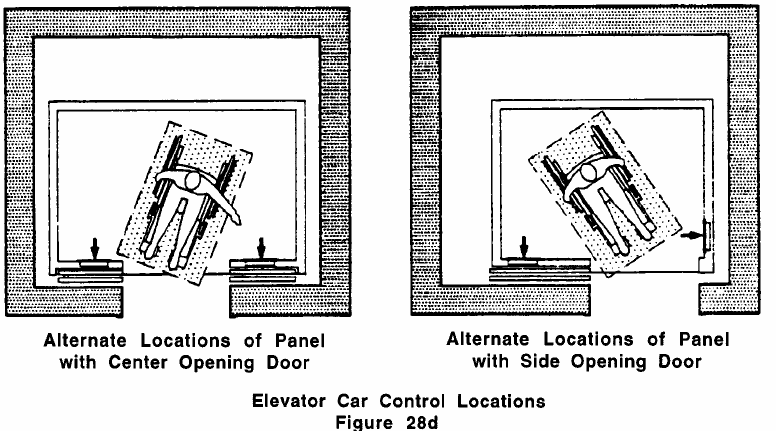 Alternate Locations of Panel
with Center Opening Door
Alternate Locations of Panel
with Side Opening Door
Elevator Car Control Locations
Figure 28d